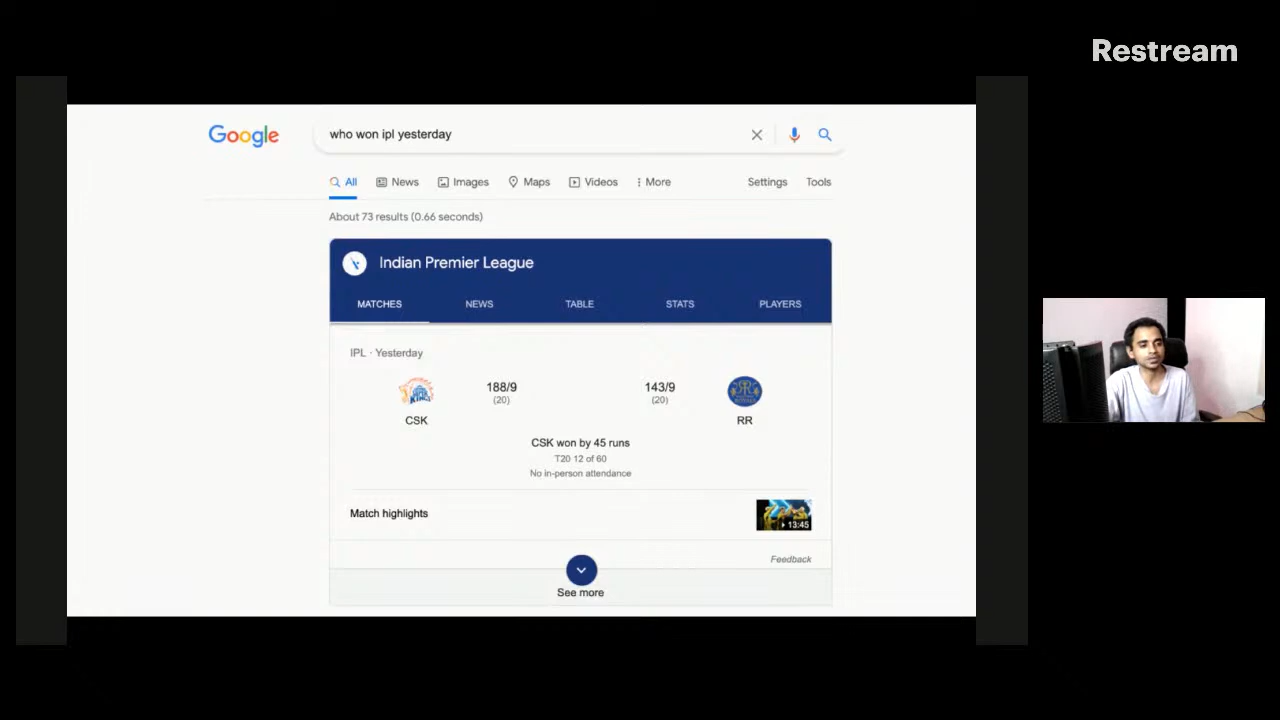 Restream
Google who won ipl yesterday
All News Images Maps Videos More Settings Tools
About 73 results (0.66 seconds)
Indian Premier League
MATCHES NEWS TABLE STATS PLAYERS
IPL · Yesterday
188/9 143/9
(20) (20)
CSK RR
CSK won by 45 runs
T20 12 of 60
No in-person attendance
Match highlights
13:45
Feedback
See more